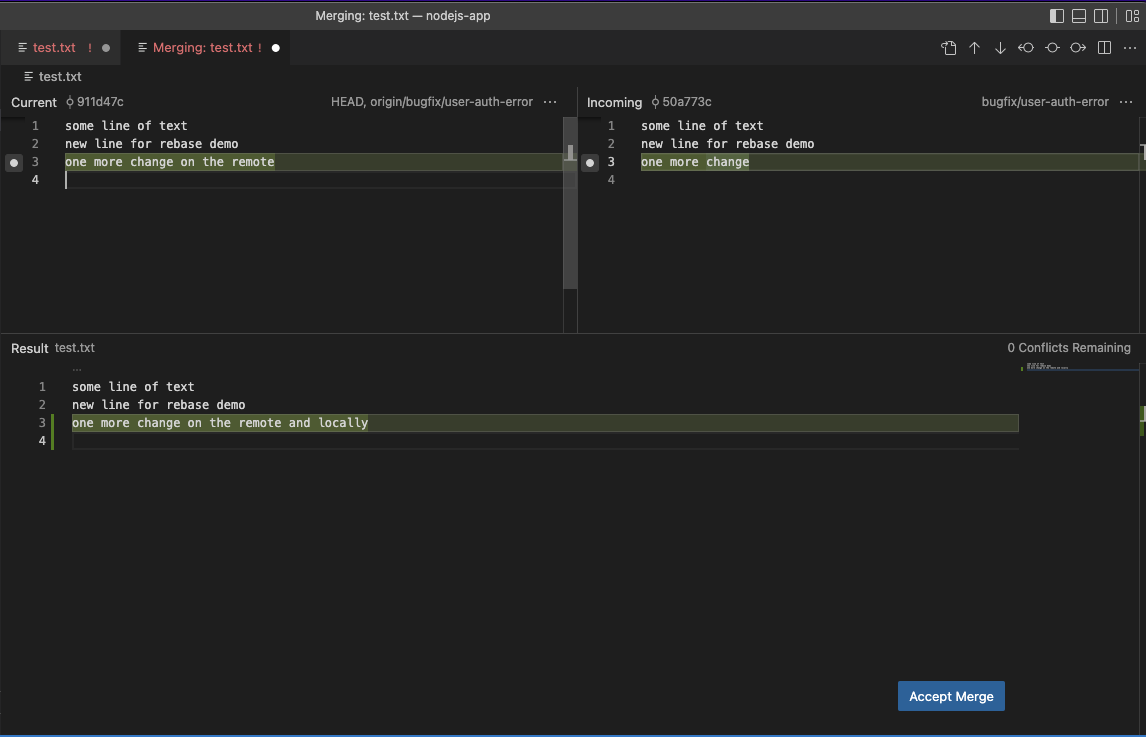 Merging: test.txt — nodejs-app
test.txt ! Merging: test.txt !
test.txt
Current 911d47c HEAD, origin/bugfix/user-auth-error ···
1 some line of text
2 new line for rebase demo
3 one more change on the remote
4
Incoming 50a773c bugfix/user-auth-error ···
1 some line of text
2 new line for rebase demo
3 one more change
4
Result test.txt 0 Conflicts Remaining
...
1 some line of text
2 new line for rebase demo
3 one more change on the remote and locally
4
Accept Merge